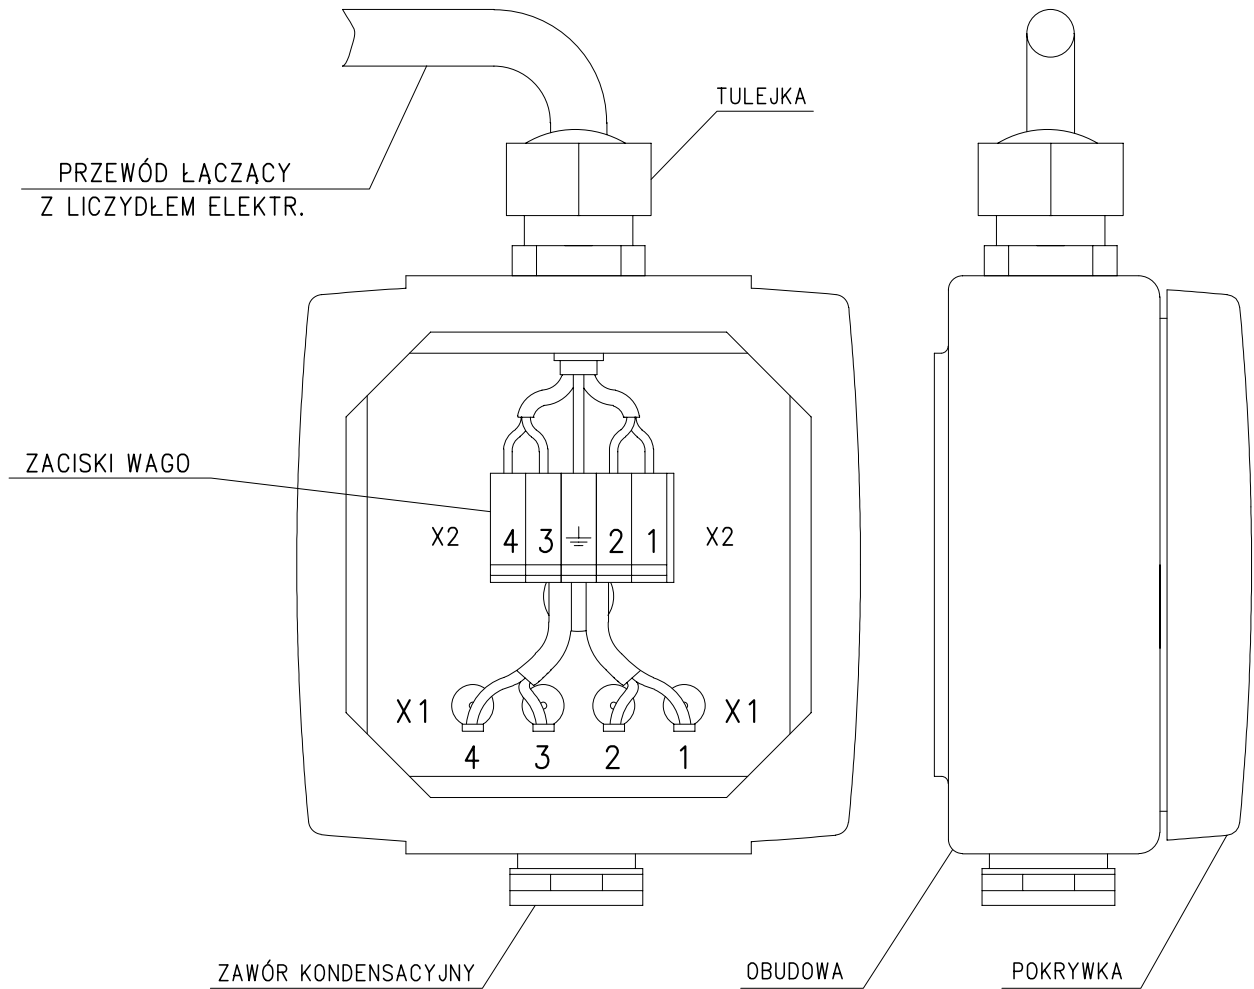 TULEJKA
PRZEWÓD ŁĄCZĄCY
Z LICZYDŁEM ELEKTR.
ZACISKI WAGO
X2 4 3 2 1 X2
X1 X1
4 3 2 1
ZAWÓR KONDENSACYJNY OBUDOWA POKRYWKA